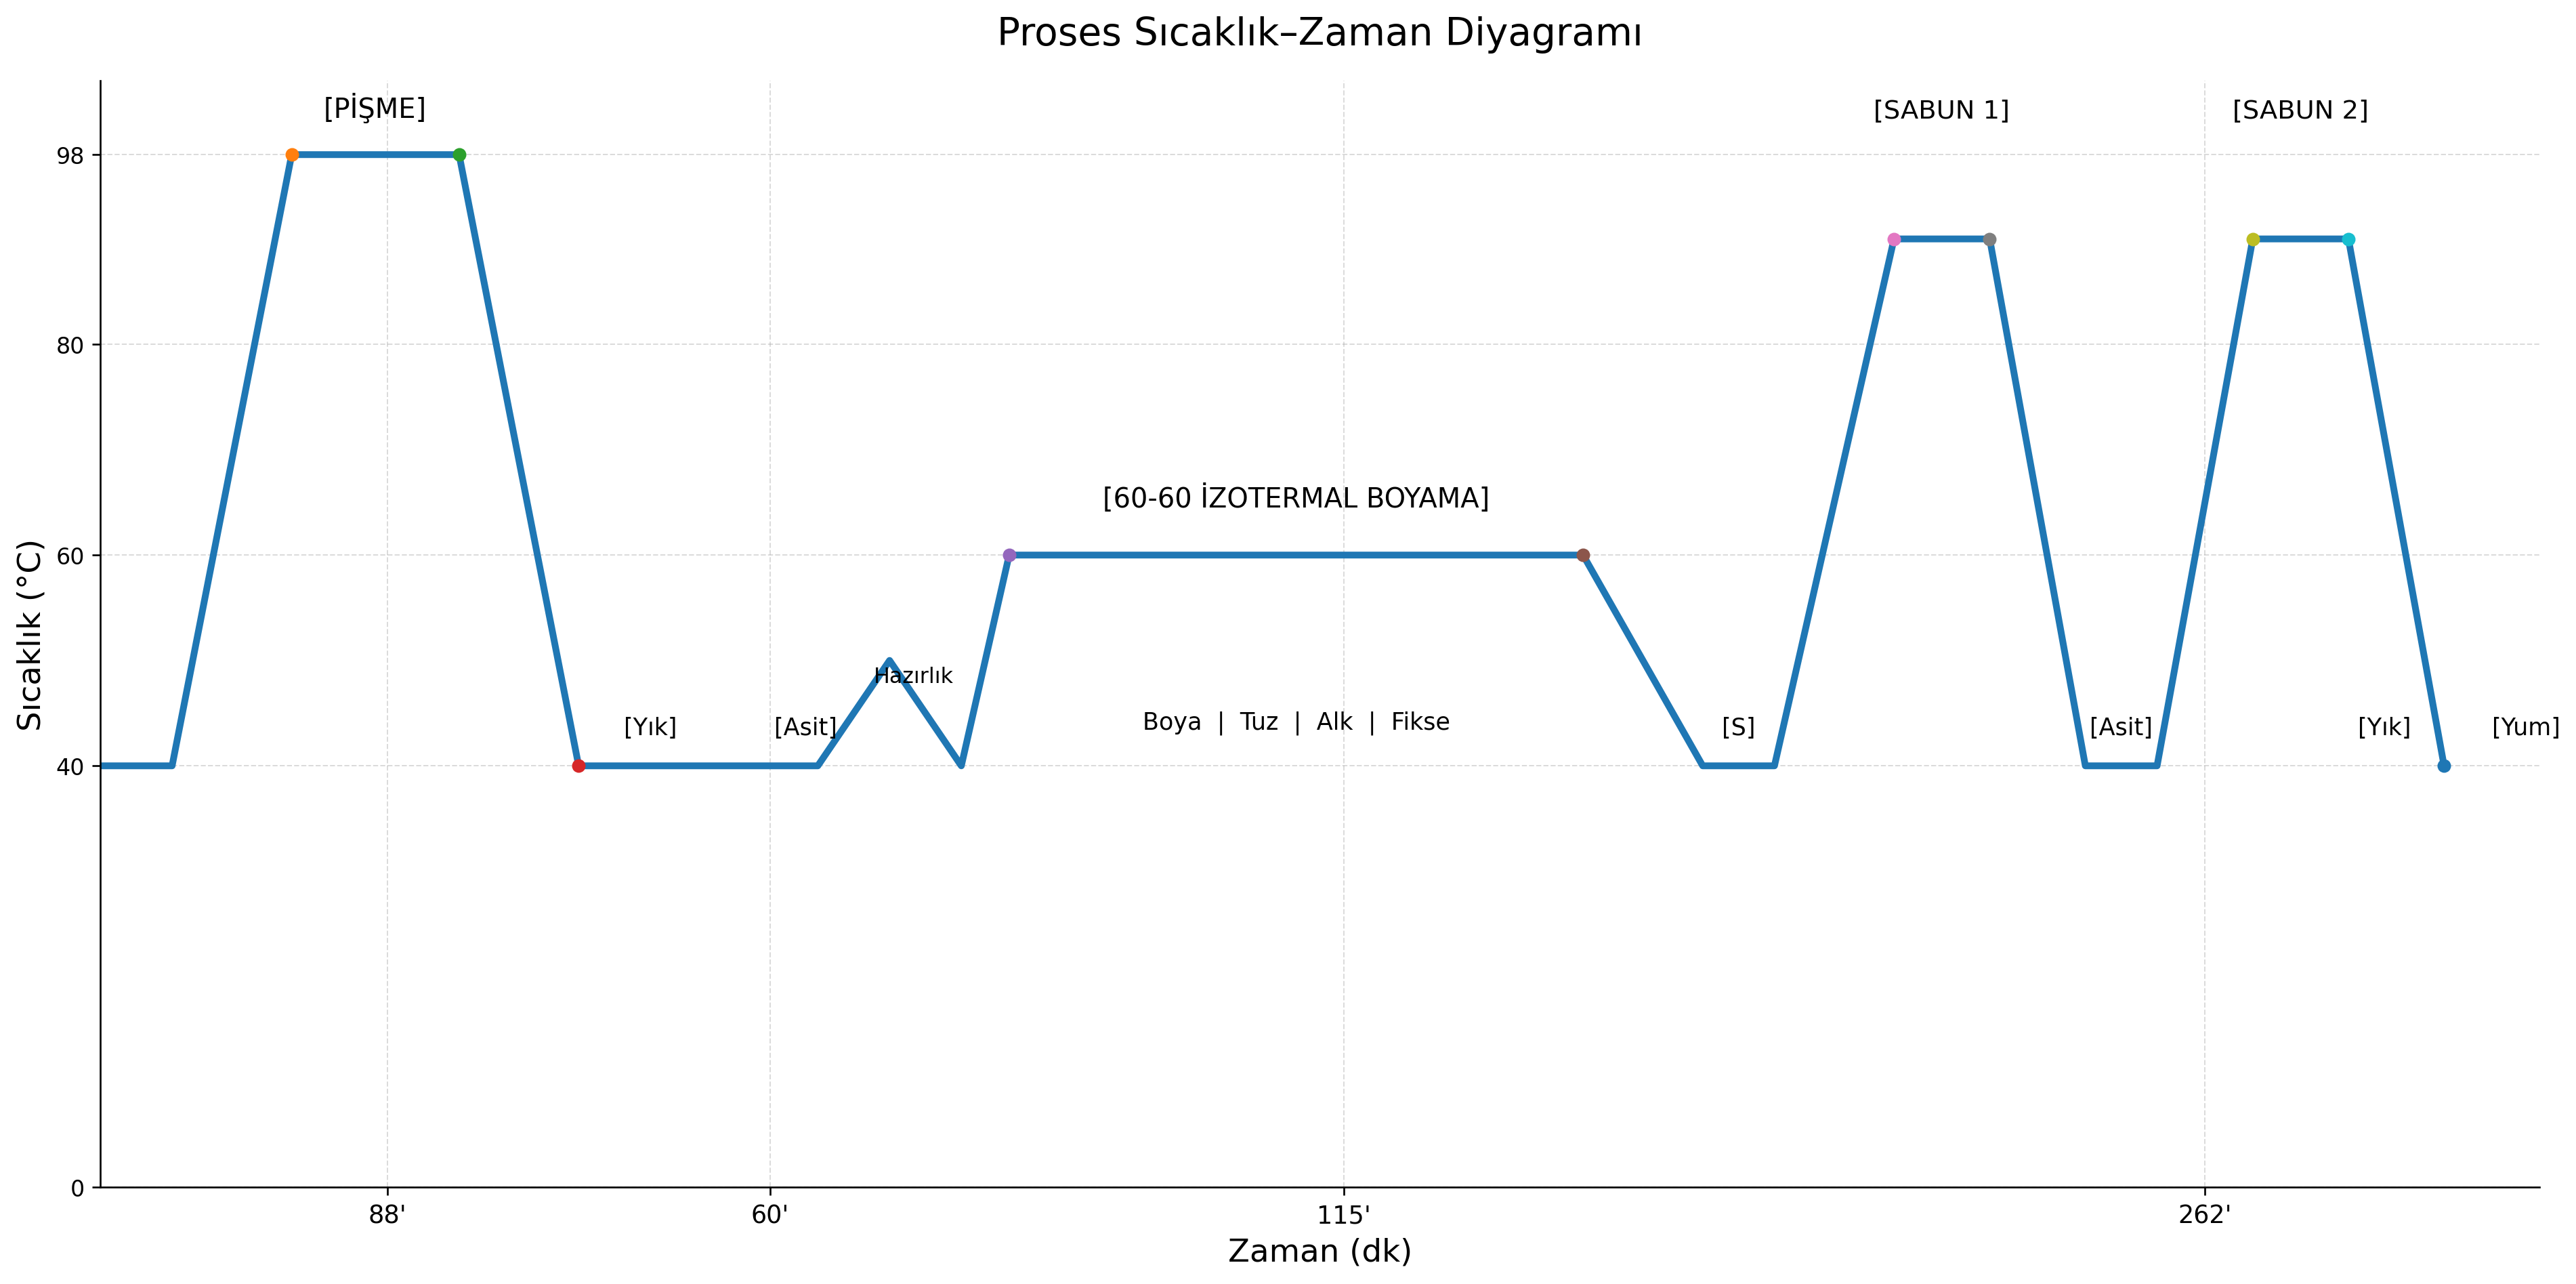 Proses Sıcaklık–Zaman Diyagramı
[PİŞME]
[SABUN 1]
[SABUN 2]
98
80
[60-60 İZOTERMAL BOYAMA]
60
Hazırlık
Boya | Tuz | Alk | Fikse
[Yık]
[Asit]
[S]
[Asit]
[Yık]
[Yum]
40
0
Sıcaklık (°C)
88'
60'
115'
262'
Zaman (dk)